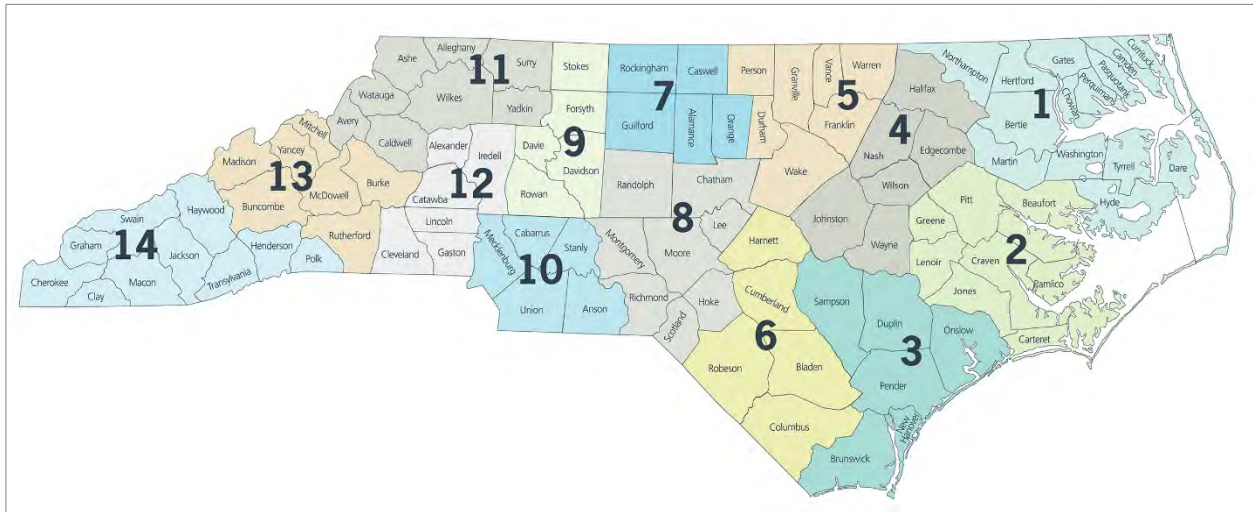 Alleghany
Ashe
Surry
11
Watauga
Wilkes
Yadkin
Avery
Caldwell
Stokes
Forsyth
9
Davie
Davidson
Rowan
Rockingham
Caswell
7
Guilford
Alamance
Orange
Person
Granville
Vance
Warren
5
Franklin
Durham
Wake
Halifax
4
Nash
Edgecombe
Wilson
Johnston
Wayne
Northampton
Gates
Currituck
Camden
Pasquotank
Perquimank
Hertford
1
Chowan
Bertie
Martin
Washington
Tyrrell
Dare
Hyde
Mitchell
Yancey
Madison
13
McDowell
Burke
Buncombe
Rutherford
Alexander
Iredell
12
Catawba
Lincoln
Cleveland
Gaston
Swain
Haywood
14
Graham
Jackson
Henderson
Polk
Transylvania
Cherokee
Macon
Clay
Mecklenburg
Cabarrus
Stanly
10
Union
Anson
Randolph
Chatham
8
Lee
Montgomery
Moore
Richmond
Hoke
Scotland
Harnett
Cumberland
6
Robeson
Bladen
Columbus
Pitt
Beaufort
Greene
2
Lenoir
Craven
Pamlico
Jones
Carteret
Sampson
Duplin
Onslow
3
Pender
New
Hanover
Brunswick